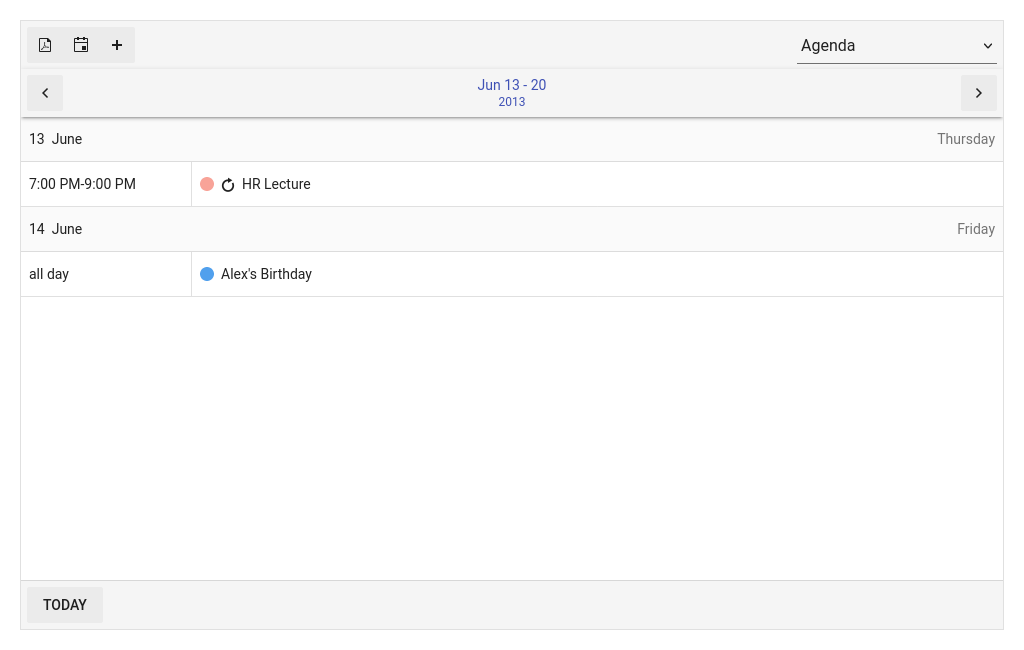 Agenda
Jun 13 - 20
2013
13 June Thursday
7:00 PM-9:00 PM HR Lecture
14 June Friday
all day Alex's Birthday
TODAY